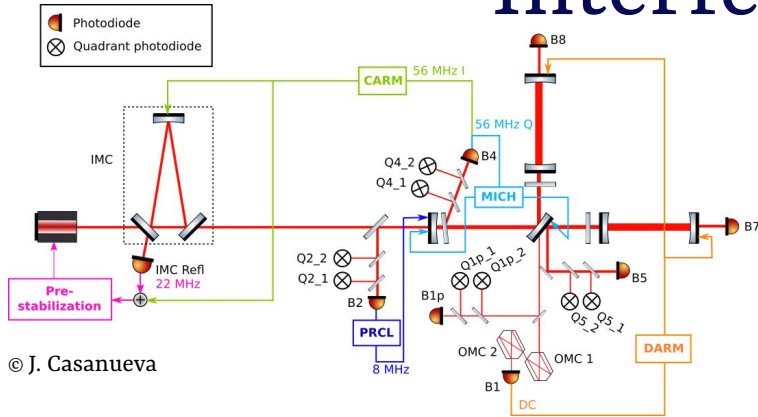 Photodiode
Quadrant photodiode
B8
CARM
56 MHz I
56 MHz Q
IMC
Q4_2
B4
Q4_1
MICH
B7
IMC Refl
22 MHz
Pre-
stabilization
Q2_2
Q2_1
B2
PRCL
8 MHz
Q1p_1
Q1p_2
B1p
B5
Q5_2
Q5_1
OMC 2
OMC 1
B1
DC
DARM
© J. Casanueva